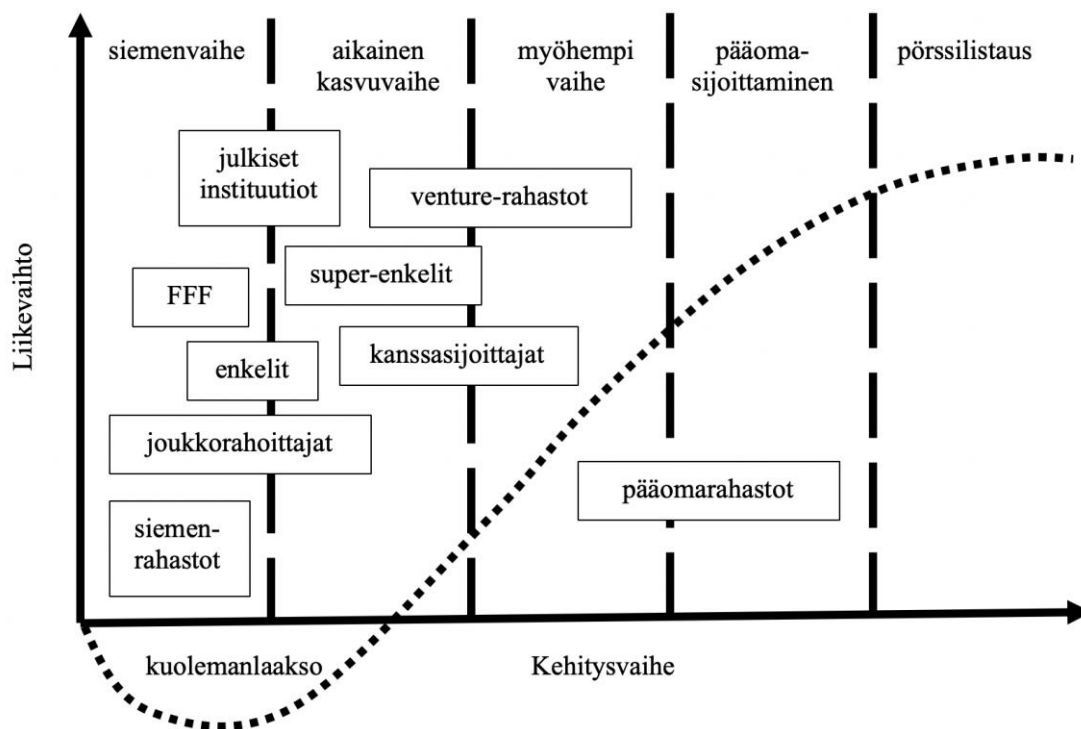 siemenvaihe
aikainen
kasvuvaihe
myöhempi
vaihe
pääoma-
sijoittaminen
pörssilistaus
julkiset
instituutiot
venture-rahastot
super-enkelit
FFF
kanssasijoittajat
enkelit
joukkorahoittajat
pääomarahastot
siemen-
rahastot
Liikevaihto
kuolemanlaakso
Kehitysvaihe